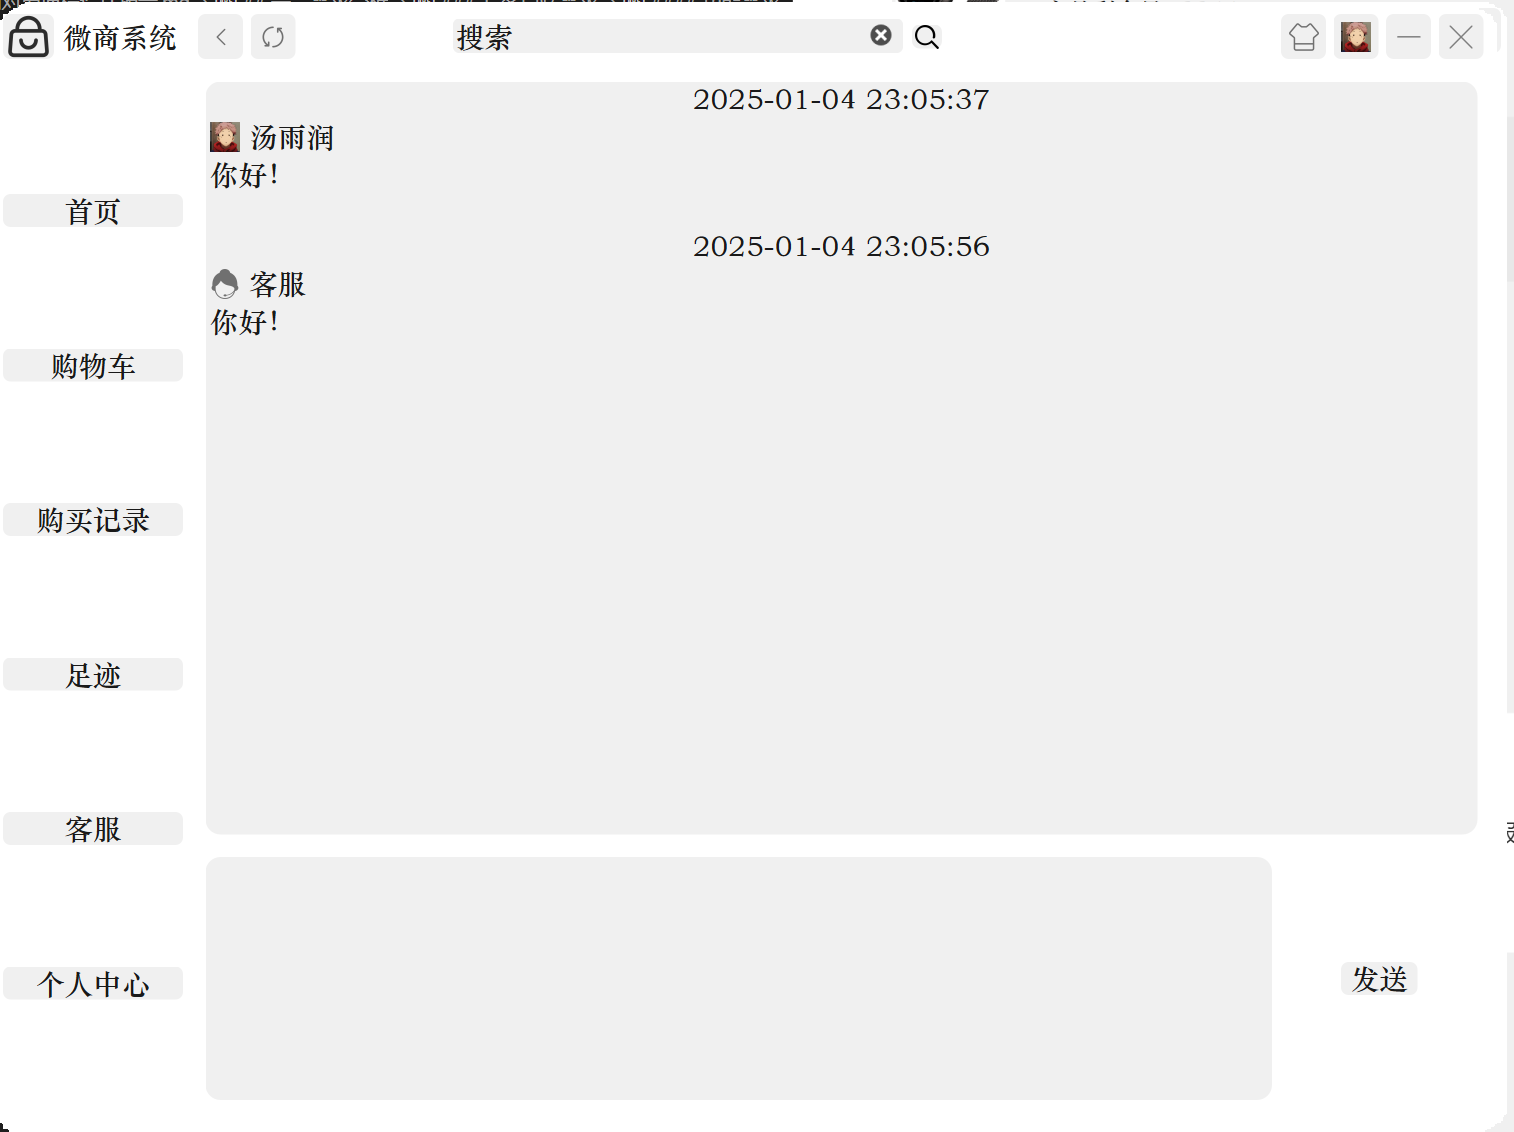 微商系统
搜索
2025-01-04 23:05:37
汤雨润
你好！
2025-01-04 23:05:56
客服
你好！
首页
购物车
购买记录
足迹
客服
个人中心
发送